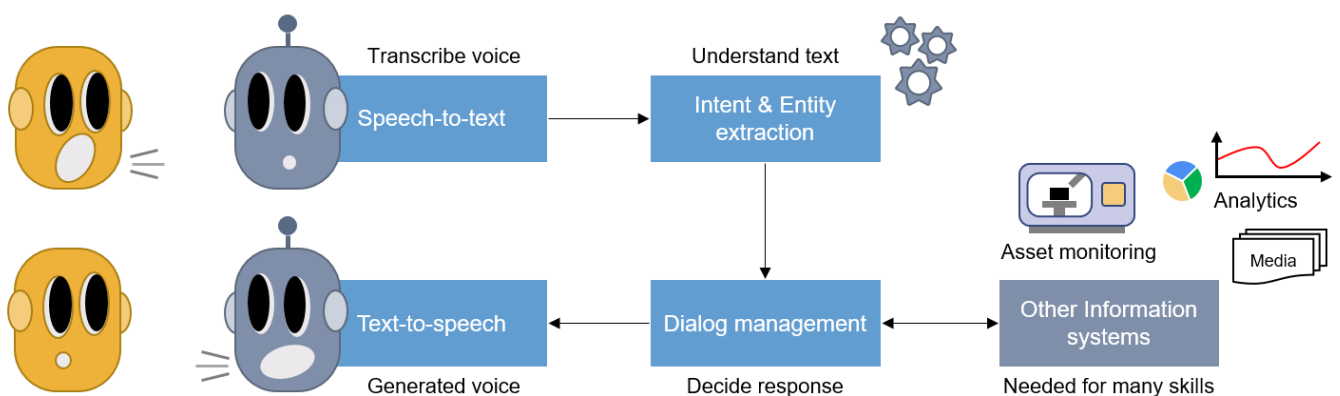 Transcribe voice
Speech-to-text
Understand text
Intent & Entity
extraction
Analytics
Asset monitoring
Media
Text-to-speech
Generated voice
Dialog management
Decide response
Other Information
systems
Needed for many skills